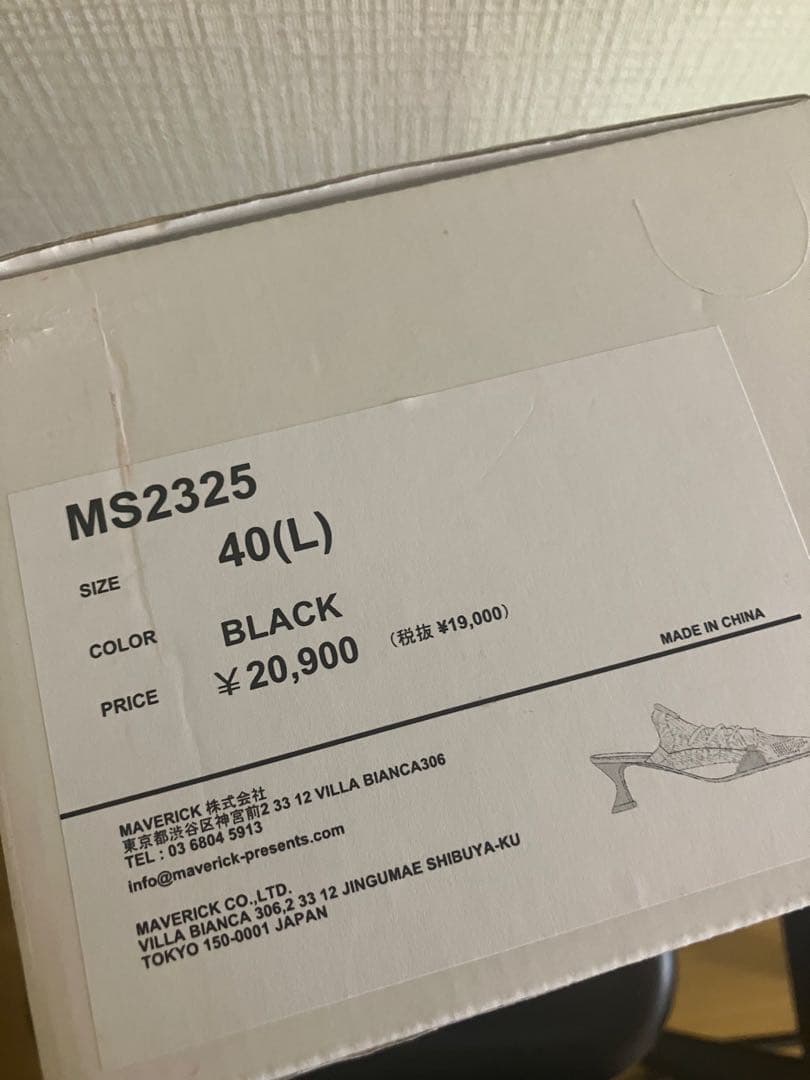 MS2325
SIZE 40(L)
COLOR BLACK
PRICE ¥20,900 (税抜 ¥19,000)
MADE IN CHINA
MAVERICK 株式会社
東京都渋谷区神宮前2 33 12 VILLA BIANCA306
TEL : 03 6804 5913
info@maverick-presents.com
MAVERICK CO.,LTD.
VILLA BIANCA 306,2 33 12 JINGUMAE SHIBUYA-KU
TOKYO 150-0001 JAPAN